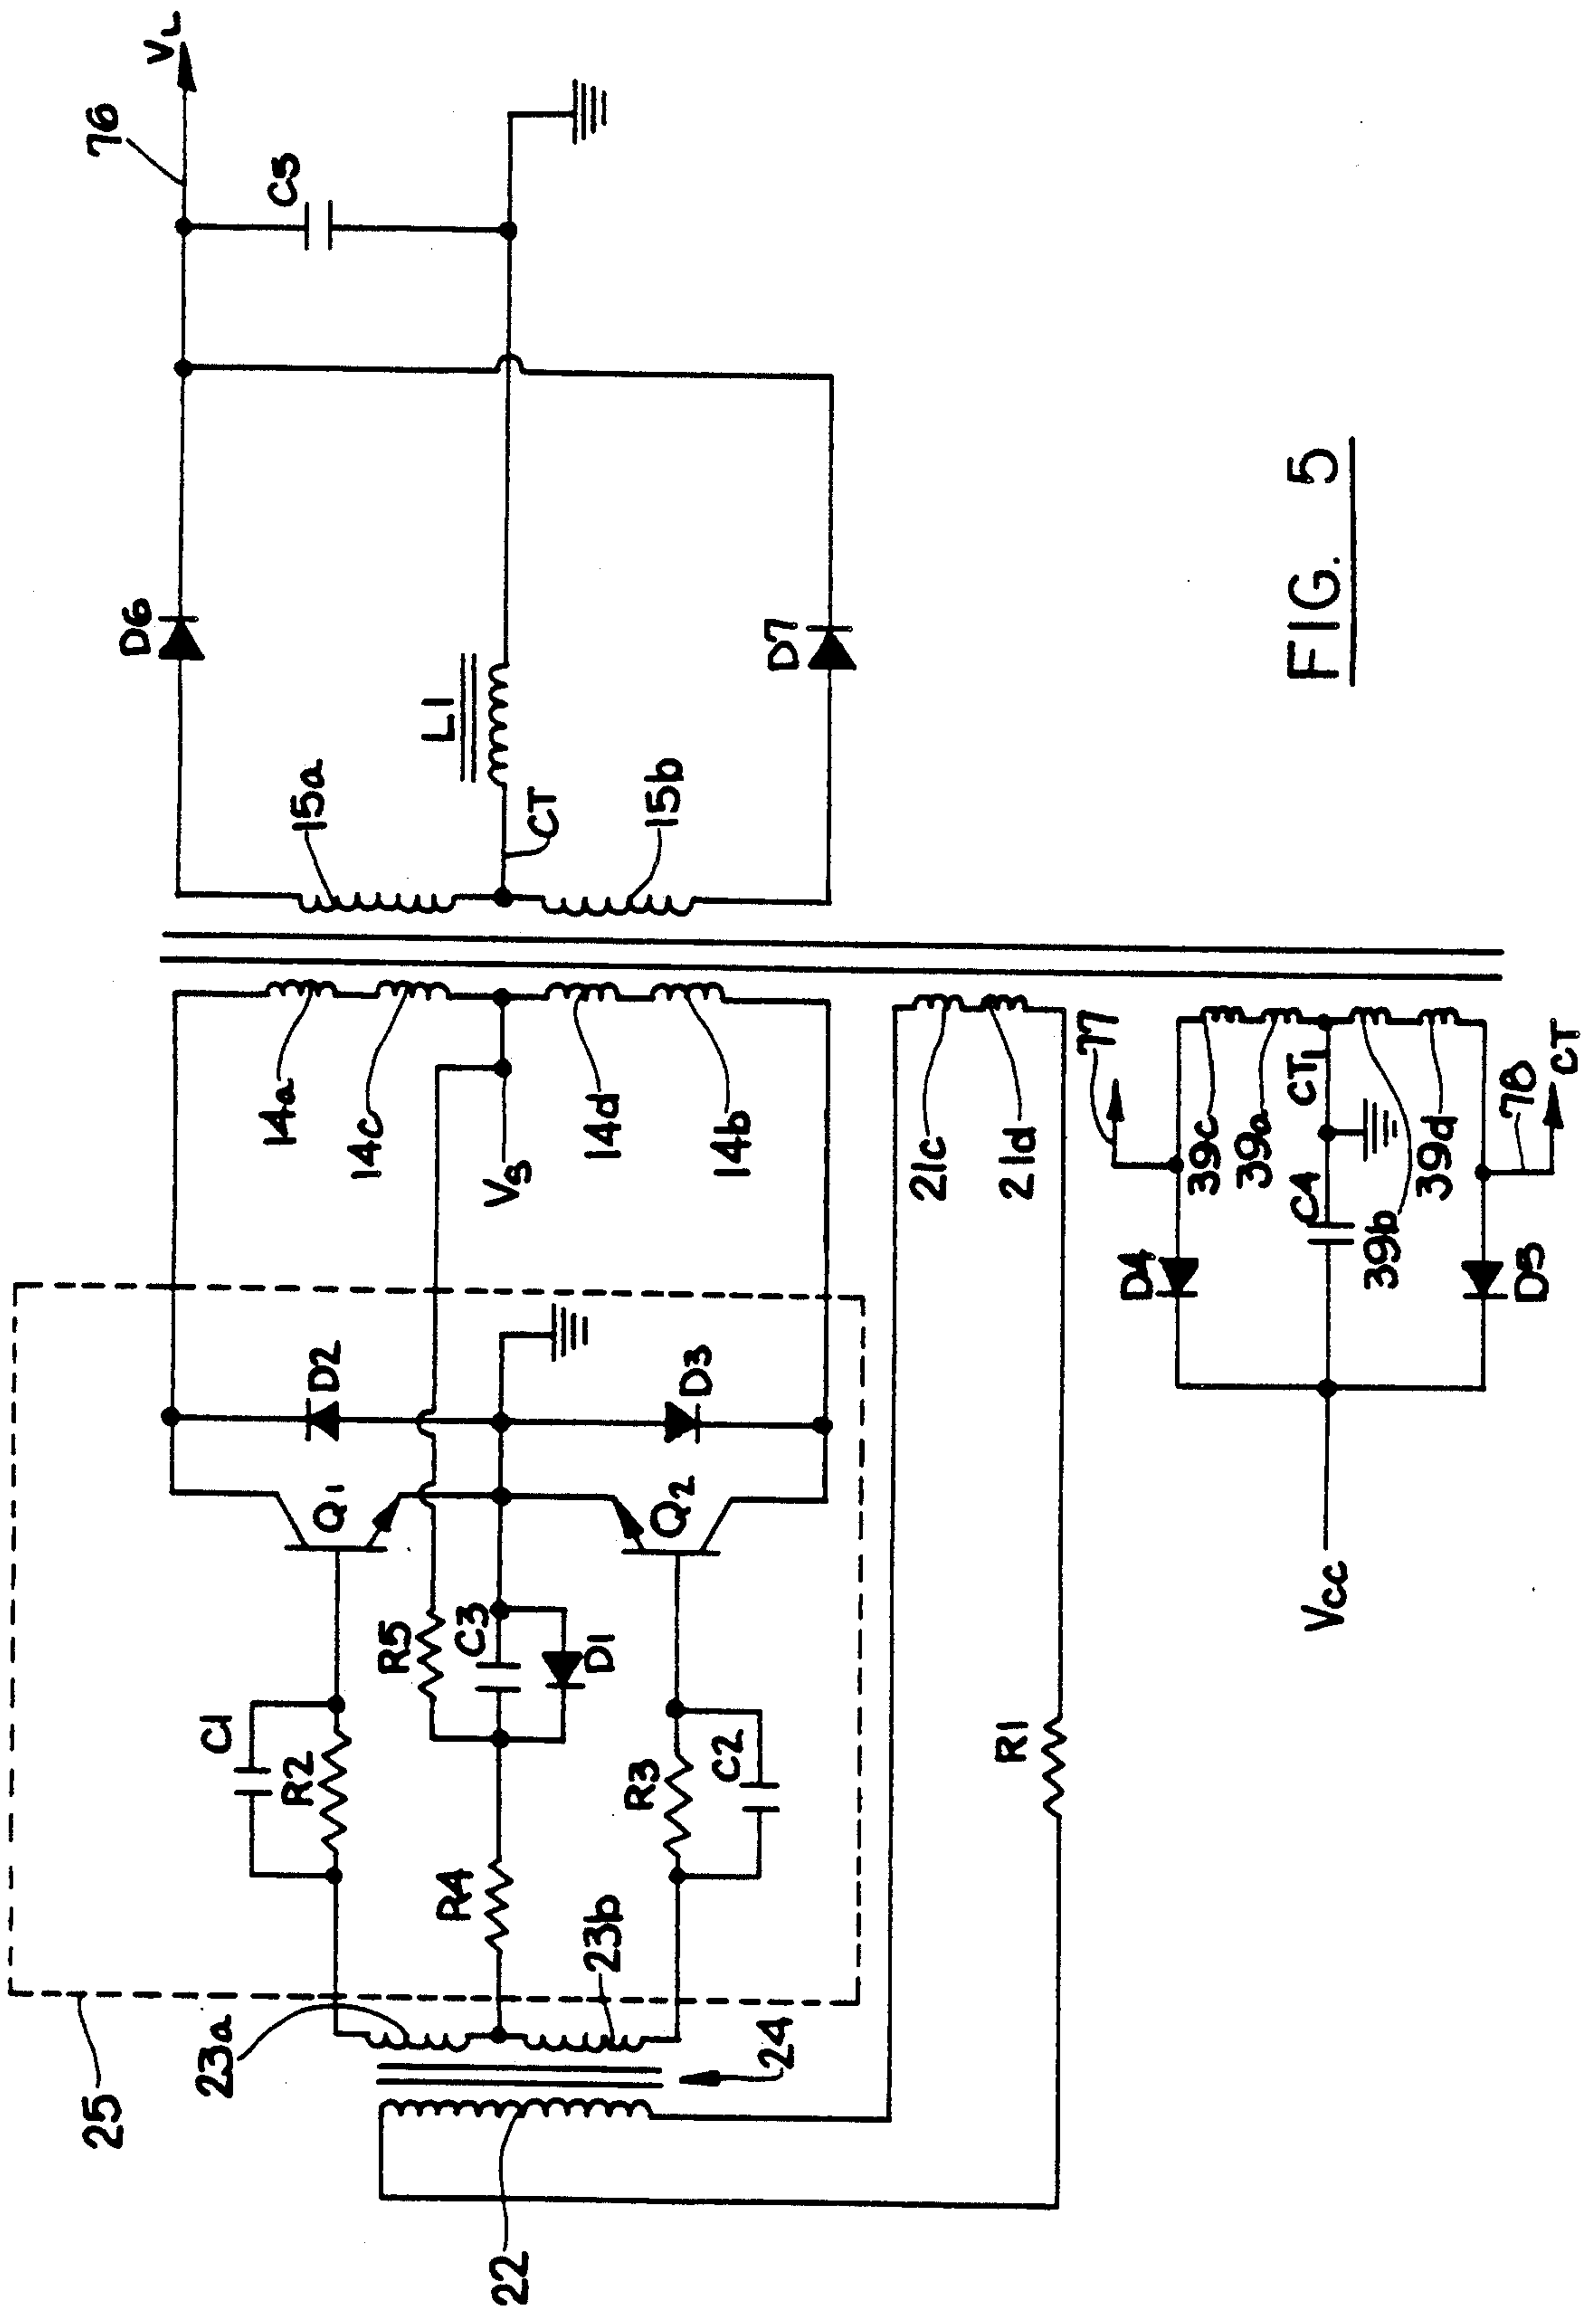 76
VL
D6
C5
15a
L1
CT
15b
D7
14a
14c
VS
14d
14b
21c
21d
77
39c
39a
CT1
39b
39d
78
CT
C4
D4
D5
Vcc
25
D2
D3
Q1
Q2
R5
C3
D1
C1
R2
R3
C2
R4
R1
23a
23b
24
22
FIG. 5